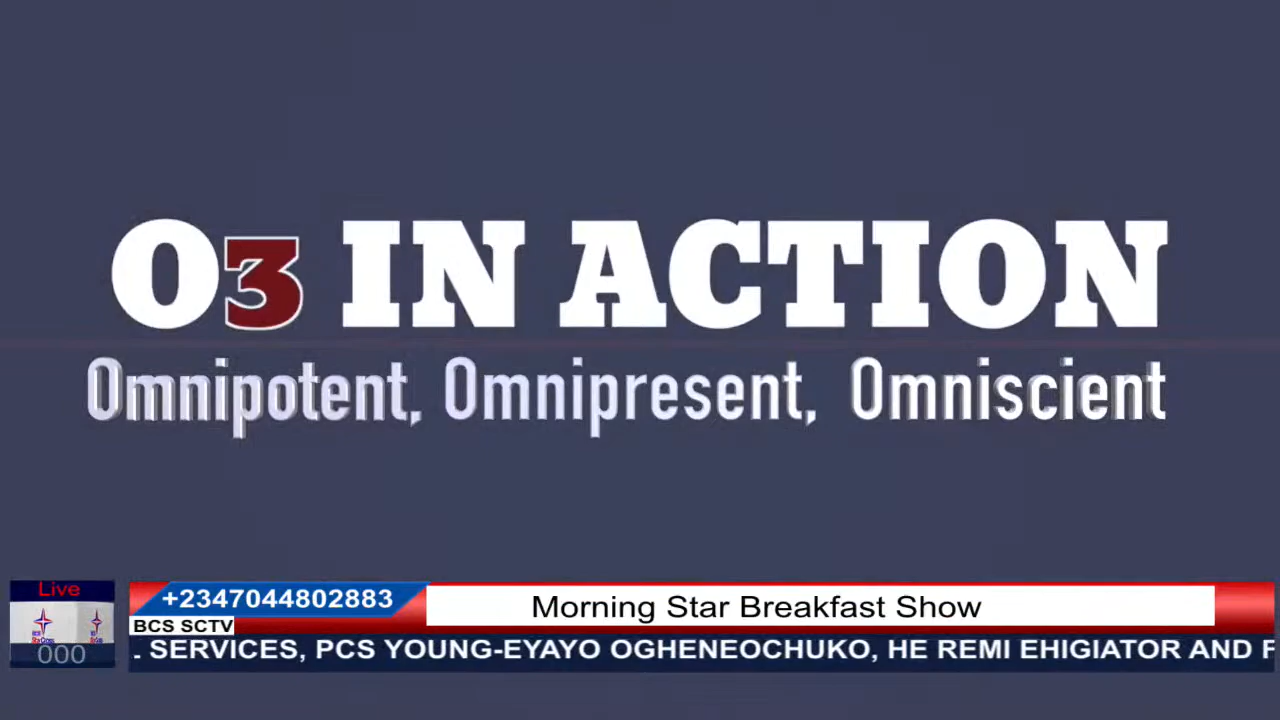 O3 IN ACTION
Omnipotent, Omnipresent, Omniscient
Live
+2347044802883
Morning Star Breakfast Show
BCS SCTV
000
. SERVICES, PCS YOUNG-EYAYO OGHENEOCHUKO, HE REMI EHIGIATOR AND